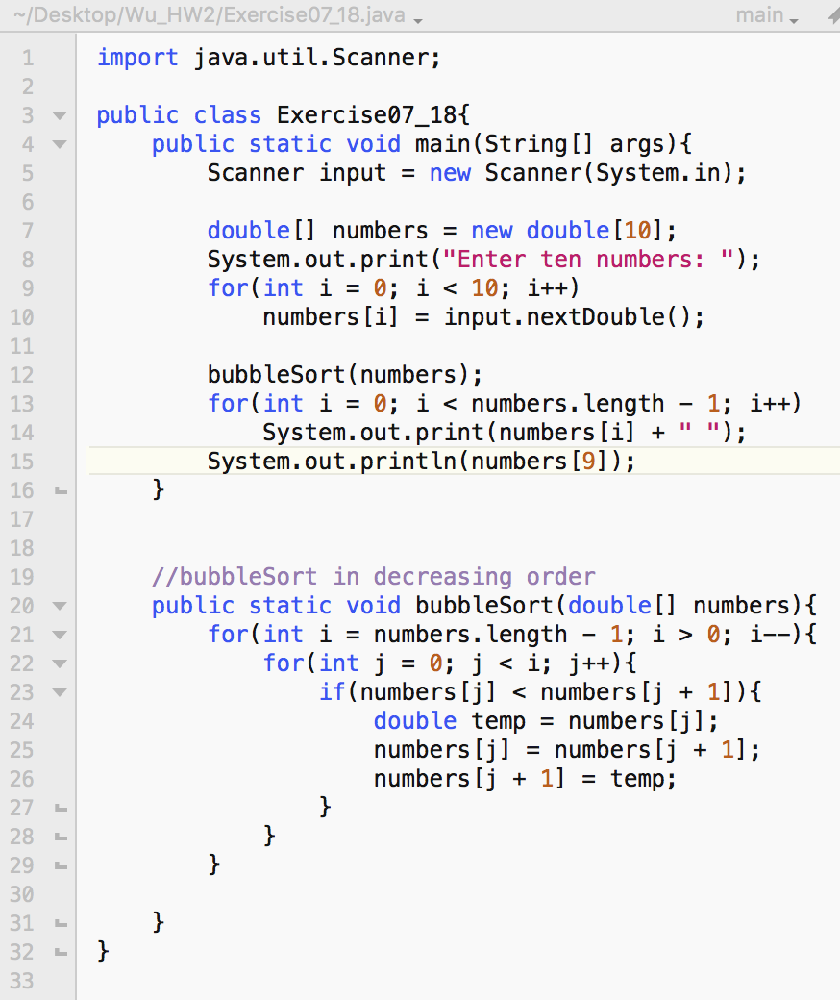 ~/Desktop/Wu_HW2/Exercise07_18.java main
1 import java.util.Scanner;
2
3 public class Exercise07_18{
4     public static void main(String[] args){
5         Scanner input = new Scanner(System.in);
6
7         double[] numbers = new double[10];
8         System.out.print("Enter ten numbers: ");
9         for(int i = 0; i < 10; i++)
10             numbers[i] = input.nextDouble();
11
12         bubbleSort(numbers);
13         for(int i = 0; i < numbers.length - 1; i++)
14             System.out.print(numbers[i] + " ");
15         System.out.println(numbers[9]);
16     }
17
18
19     //bubbleSort in decreasing order
20     public static void bubbleSort(double[] numbers){
21         for(int i = numbers.length - 1; i > 0; i--){
22             for(int j = 0; j < i; j++){
23                 if(numbers[j] < numbers[j + 1]){
24                     double temp = numbers[j];
25                     numbers[j] = numbers[j + 1];
26                     numbers[j + 1] = temp;
27                 }
28             }
29         }
30
31     }
32 }
33